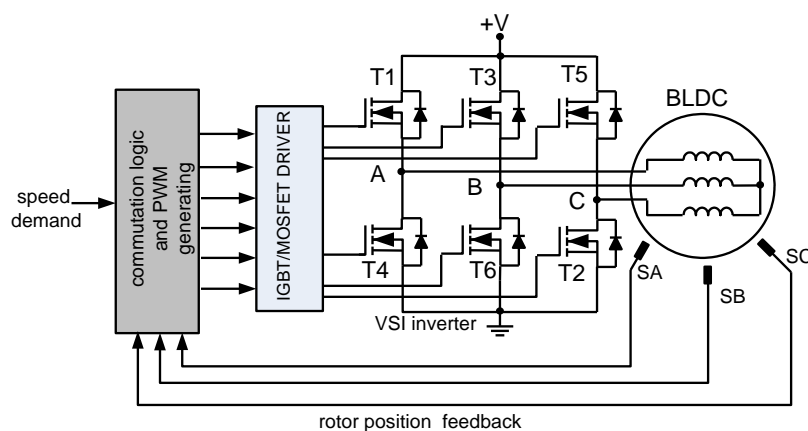 +V
T1
T3
T5
BLDC
commutation logic
and PWM
generating
IGBT/MOSFET DRIVER
speed
demand
A
B
C
T4
T6
T2
SA
SB
SC
VSI inverter
rotor position feedback